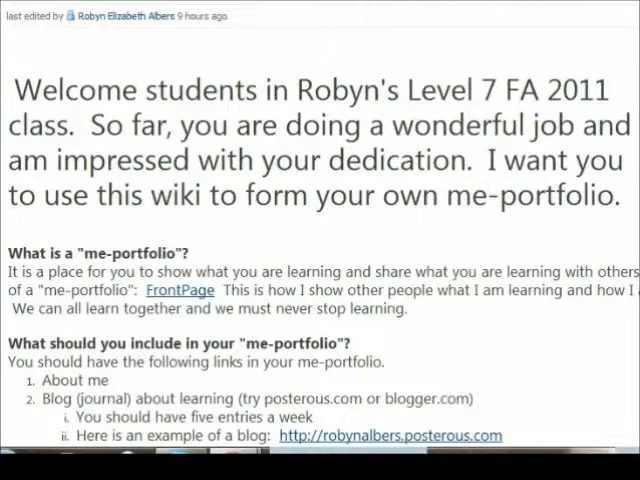 last edited by Robyn Elizabeth Albers 9 hours ago
Welcome students in Robyn's Level 7 FA 2011
class. So far, you are doing a wonderful job and
am impressed with your dedication. I want you
to use this wiki to form your own me-portfolio.
What is a "me-portfolio"?
It is a place for you to show what you are learning and share what you are learning with others
of a "me-portfolio": FrontPage This is how I show other people what I am learning and how I
We can all learn together and we must never stop learning.
What should you include in your "me-portfolio"?
You should have the following links in your me-portfolio.
1. About me
2. Blog (journal) about learning (try posterous.com or blogger.com)
i. You should have five entries a week
ii. Here is an example of a blog: http://robynalbers.posterous.com